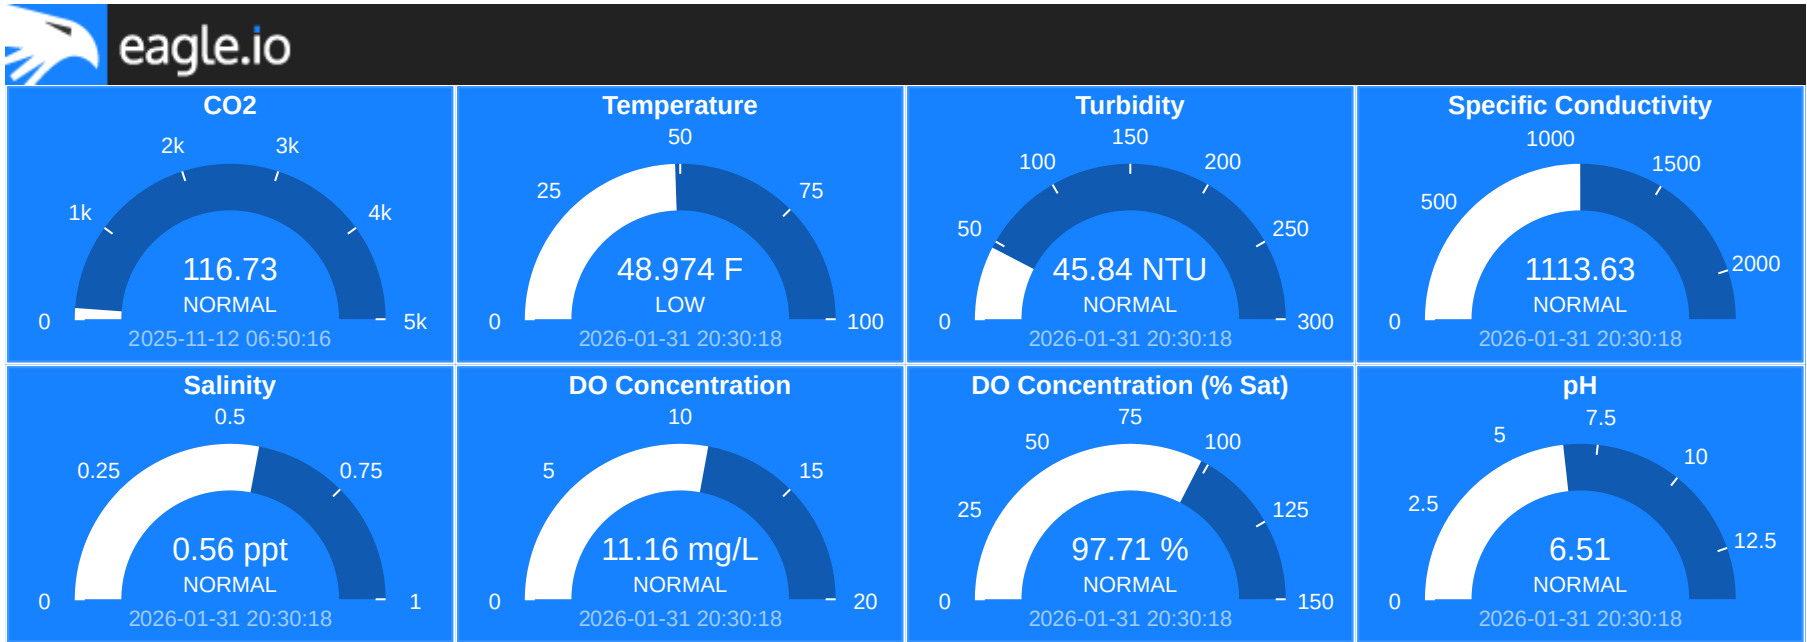 eagle.io
CO2
0
1k
2k
3k
4k
5k
116.73
NORMAL
2025-11-12 06:50:16
Temperature
0
25
50
75
100
48.974 F
LOW
2026-01-31 20:30:18
Turbidity
0
50
100
150
200
250
300
45.84 NTU
NORMAL
2026-01-31 20:30:18
Specific Conductivity
0
500
1000
1500
2000
1113.63
NORMAL
2026-01-31 20:30:18
Salinity
0
0.25
0.5
0.75
1
0.56 ppt
NORMAL
2026-01-31 20:30:18
DO Concentration
0
5
10
15
20
11.16 mg/L
NORMAL
2026-01-31 20:30:18
DO Concentration (% Sat)
0
25
50
75
100
125
150
97.71 %
NORMAL
2026-01-31 20:30:18
pH
0
2.5
5
7.5
10
12.5
6.51
NORMAL
2026-01-31 20:30:18